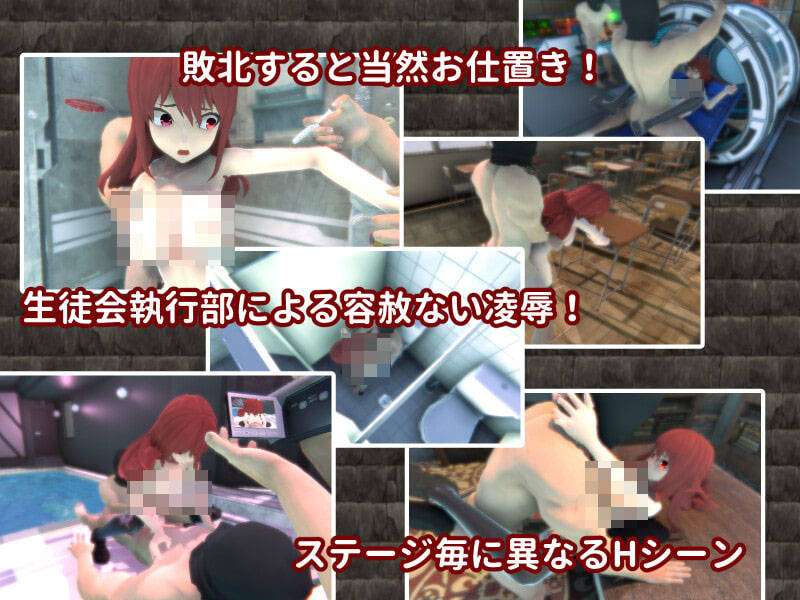 敗北すると当然お仕置き！
生徒会執行部による容赦ない凌辱！
ステージ毎に異なるHシーン